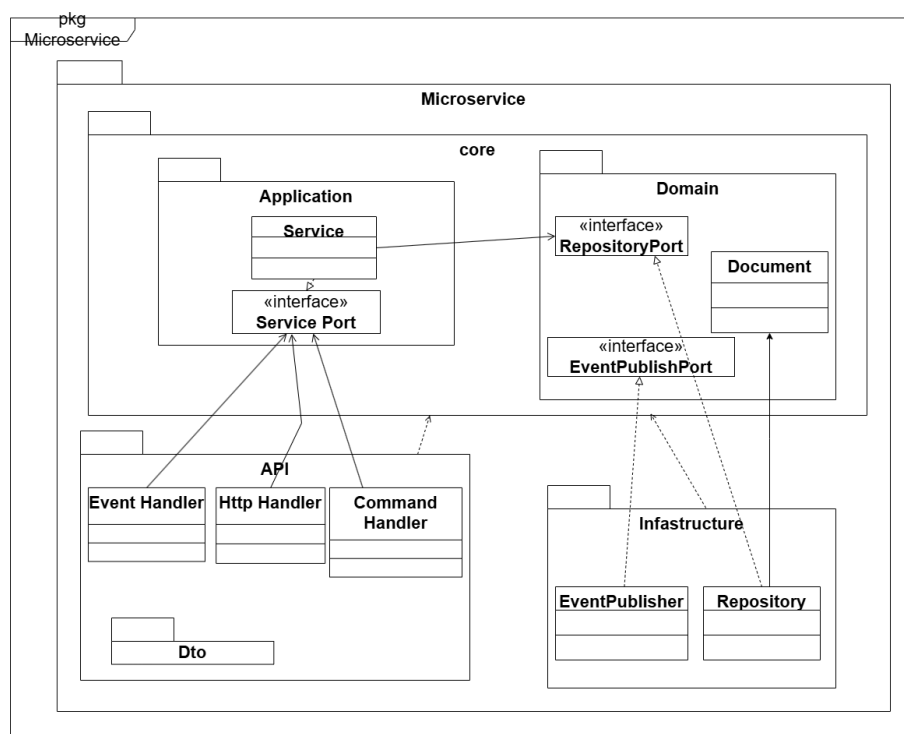 pkg
Microservice
Microservice
core
Application
Domain
Service
«interface»
RepositoryPort
Document
«interface»
Service Port
«interface»
EventPublishPort
API
Event Handler
Http Handler
Command
Handler
Infastructure
EventPublisher
Repository
Dto